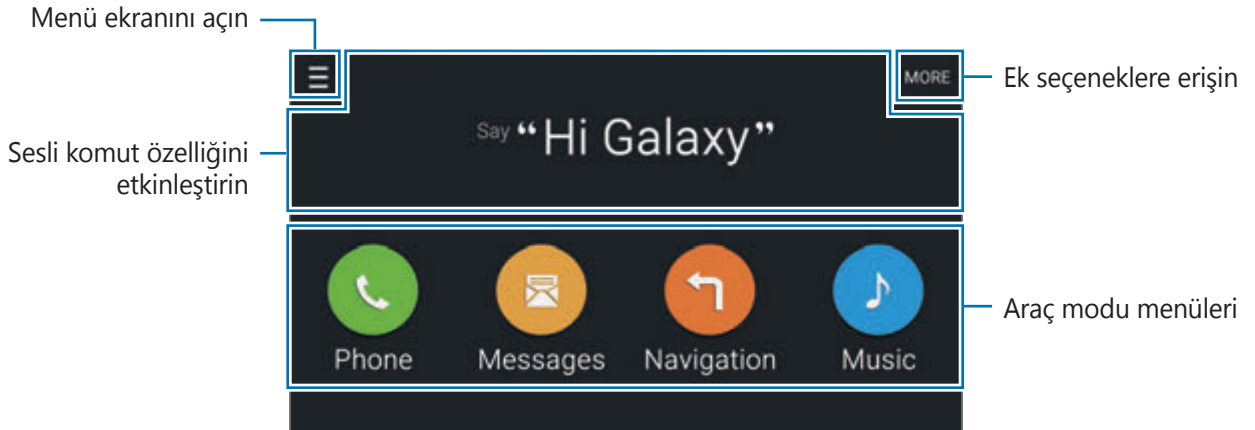 Menü ekranını açın
MORE
Ek seçeneklere erişin
Say “Hi Galaxy”
Sesli komut özelliğini
etkinleştirin
Araç modu menüleri
Phone
Messages
Navigation
Music